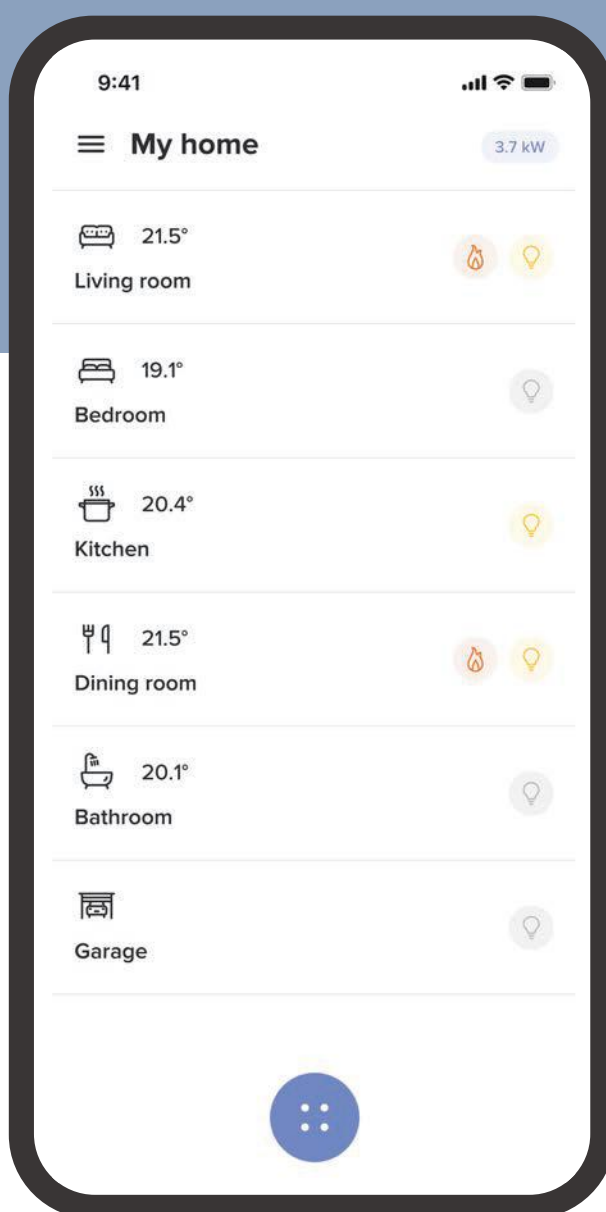 9:41
My home
3.7 kW
21.5°
Living room
19.1°
Bedroom
20.4°
Kitchen
21.5°
Dining room
20.1°
Bathroom
Garage